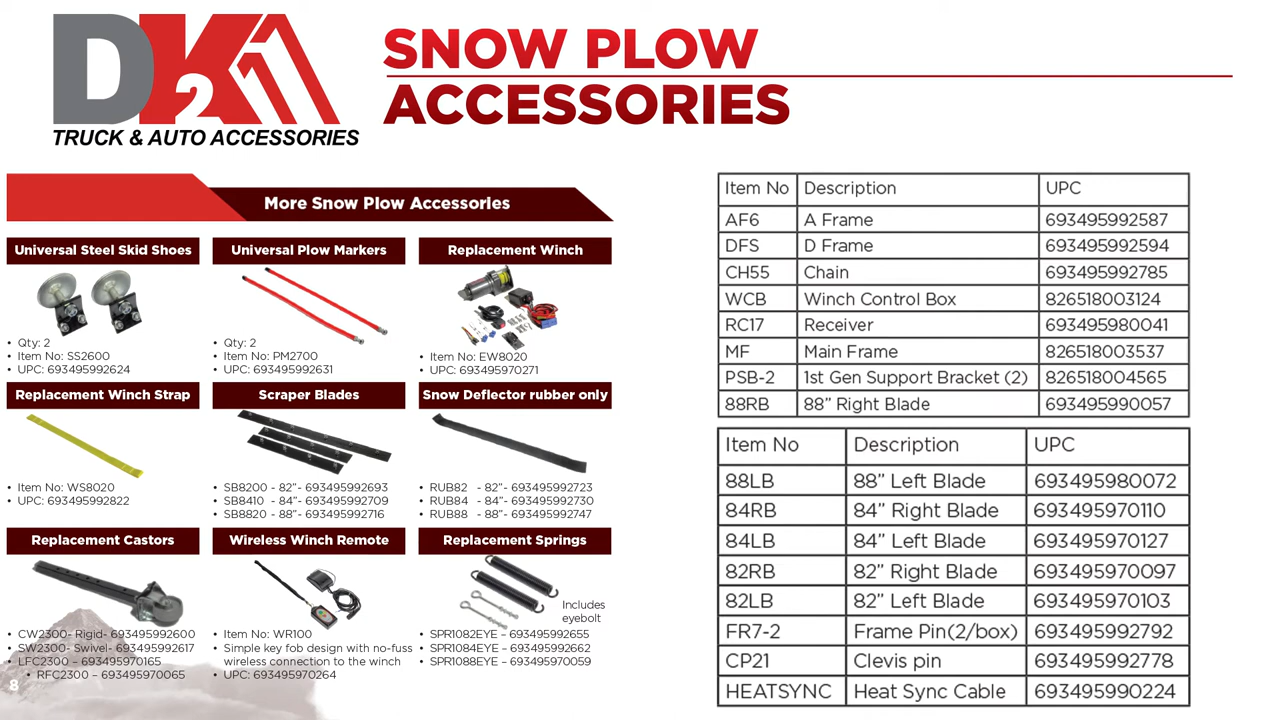 DK2
TRUCK & AUTO ACCESSORIES
SNOW PLOW
ACCESSORIES
More Snow Plow Accessories
Universal Steel Skid Shoes
• Qty: 2
• Item No: SS2600
• UPC: 693495992624
Universal Plow Markers
• Qty: 2
• Item No: PM2700
• UPC: 693495992631
Replacement Winch
• Item No: EW8020
• UPC: 693495970271
Replacement Winch Strap
• Item No: WS8020
• UPC: 693495992822
Scraper Blades
• SB8200 - 82”- 693495992693
• SB8410 - 84”- 693495992709
• SB8820 - 88”- 693495992716
Snow Deflector rubber only
• RUB82 - 82”- 693495992723
• RUB84 - 84”- 693495992730
• RUB88 - 88”- 693495992747
Replacement Castors
• CW2300- Rigid- 693495992600
• SW2300- Swivel- 693495992617
• LFC2300 – 693495970165
• RFC2300 – 693495970065
Wireless Winch Remote
• Item No: WR100
• Simple key fob design with no-fuss
wireless connection to the winch
• UPC: 693495970264
Replacement Springs
Includes
eyebolt
• SPR1082EYE – 693495992655
• SPR1084EYE – 693495992662
• SPR1088EYE – 693495970059
8
Item No Description UPC
AF6 A Frame 693495992587
DFS D Frame 693495992594
CH55 Chain 693495992785
WCB Winch Control Box 826518003124
RC17 Receiver 693495980041
MF Main Frame 826518003537
PSB-2 1st Gen Support Bracket (2) 826518004565
88RB 88” Right Blade 693495990057
Item No Description UPC
88LB 88” Left Blade 693495980072
84RB 84” Right Blade 693495970110
84LB 84” Left Blade 693495970127
82RB 82” Right Blade 693495970097
82LB 82” Left Blade 693495970103
FR7-2 Frame Pin(2/box) 693495992792
CP21 Clevis pin 693495992778
HEATSYNC Heat Sync Cable 693495990224